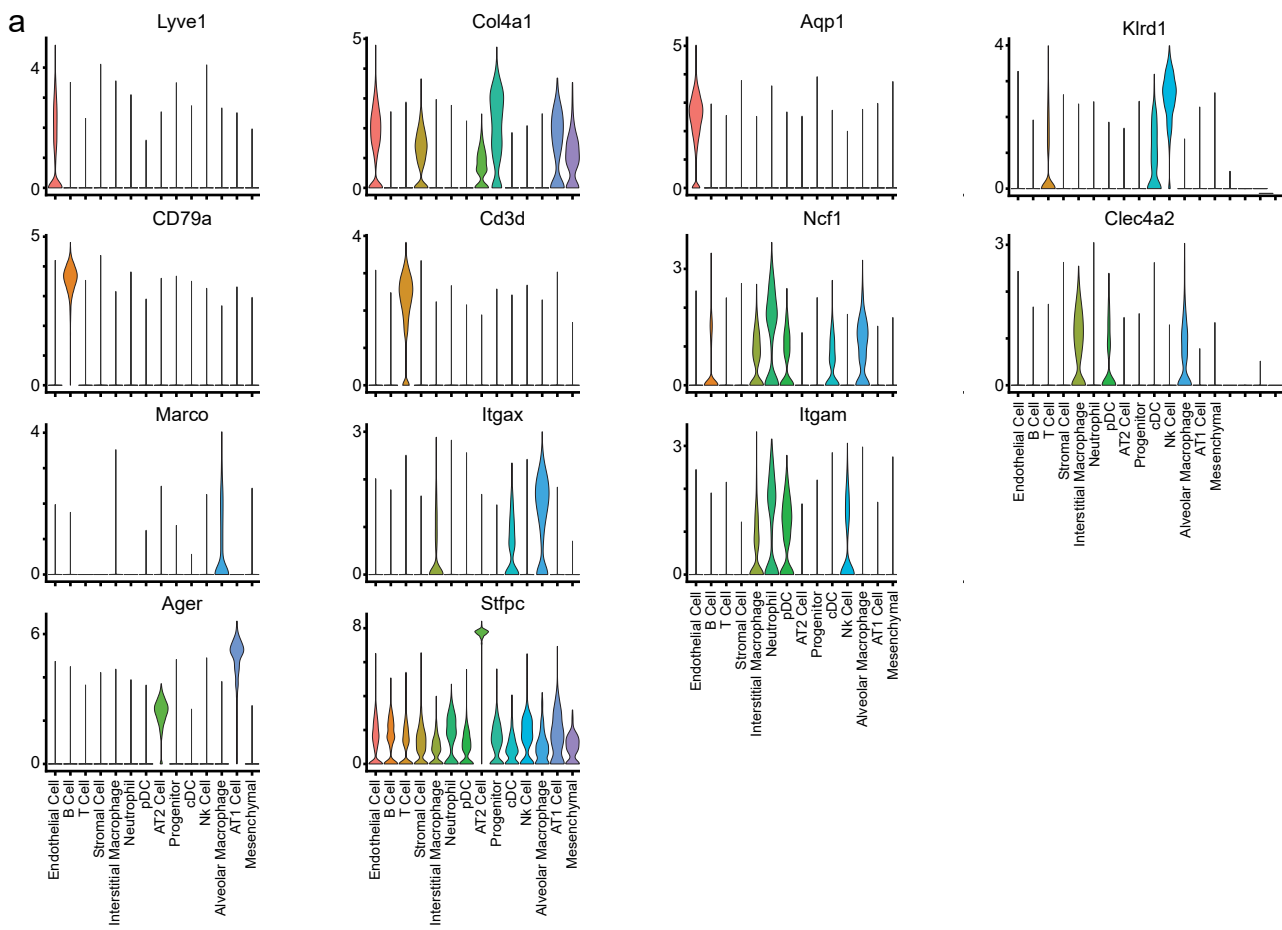 a
Lyve1
Col4a1
Aqp1
Klrd1
4
0
5
0
5
0
4
0
CD79a
Cd3d
Ncf1
Clec4a2
5
0
4
0
3
0
3
0
Marco
Itgax
Itgam
4
0
3
0
3
0
Endothelial Cell
B Cell
T Cell
Stromal Cell
Interstitial Macrophage
Neutrophil
pDC
AT2 Cell
Progenitor
cDC
Nk Cell
Alveolar Macrophage
AT1 Cell
Mesenchymal
Ager
Stfpc
6
0
8
4
0
Endothelial Cell
B Cell
T Cell
Stromal Cell
Interstitial Macrophage
Neutrophil
pDC
AT2 Cell
Progenitor
cDC
Nk Cell
Alveolar Macrophage
AT1 Cell
Mesenchymal
Endothelial Cell
B Cell
T Cell
Stromal Cell
Interstitial Macrophage
Neutrophil
pDC
AT2 Cell
Progenitor
cDC
Nk Cell
Alveolar Macrophage
AT1 Cell
Mesenchymal
Endothelial Cell
B Cell
T Cell
Stromal Cell
Interstitial Macrophage
Neutrophil
pDC
AT2 Cell
Progenitor
cDC
Nk Cell
Alveolar Macrophage
AT1 Cell
Mesenchymal